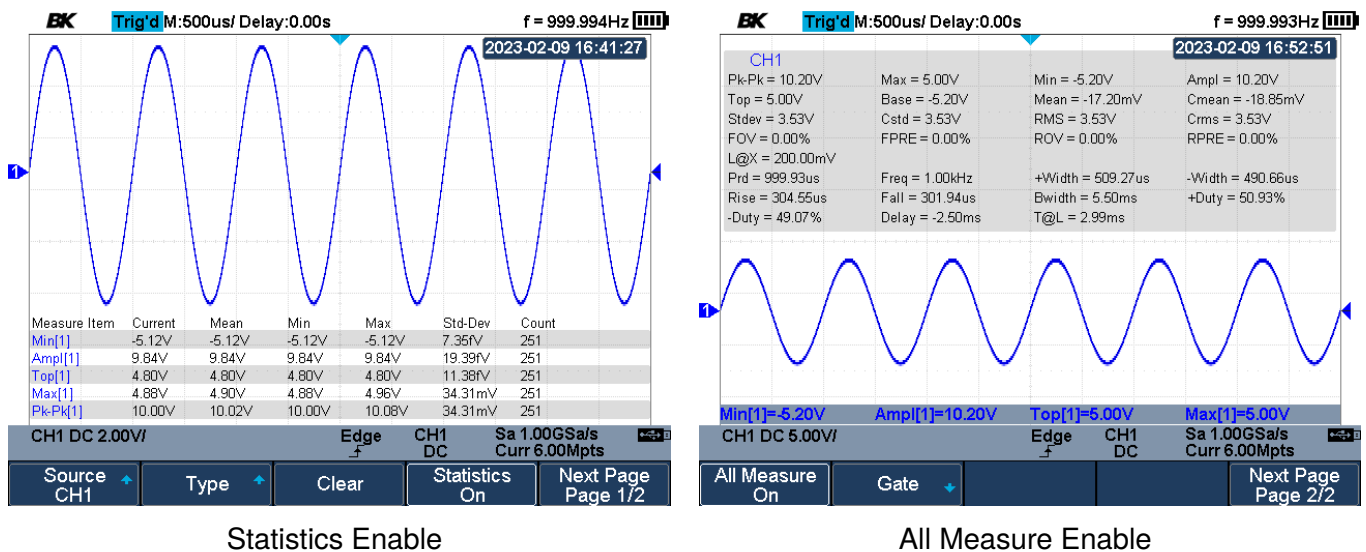 BK Trig'd M:500us/ Delay:0.00s f = 999.994Hz
2023-02-09 16:41:27
1
Measure Item Current Mean Min Max Std-Dev Count
Min[1] -5.12V -5.12V -5.12V -5.12V 7.35fV 251
Ampl[1] 9.84V 9.84V 9.84V 9.84V 19.39fV 251
Top[1] 4.80V 4.80V 4.80V 4.80V 11.38fV 251
Max[1] 4.88V 4.90V 4.88V 4.96V 34.31mV 251
Pk-Pk[1] 10.00V 10.02V 10.00V 10.08V 34.31mV 251
CH1 DC 2.00V/ Edge CH1 Sa 1.00GSa/s
DC Curr 6.00Mpts
Source Type Clear Statistics Next Page
CH1 On Page 1/2
Statistics Enable
BK Trig'd M:500us/ Delay:0.00s f = 999.993Hz
2023-02-09 16:52:51
CH1
Pk-Pk = 10.20V Max = 5.00V Min = -5.20V Ampl = 10.20V
Top = 5.00V Base = -5.20V Mean = -17.20mV Cmean = -18.85mV
Stdev = 3.53V Cstd = 3.53V RMS = 3.53V Crms = 3.53V
FOV = 0.00% FPRE = 0.00% ROV = 0.00% RPRE = 0.00%
L@X = 200.00mV
Prd = 999.93us Freq = 1.00kHz +Width = 509.27us -Width = 490.66us
Rise = 304.55us Fall = 301.94us Bwidth = 5.50ms +Duty = 50.93%
-Duty = 49.07% Delay = -2.50ms T@L = 2.99ms
1
Min[1]=-5.20V Ampl[1]=10.20V Top[1]=5.00V Max[1]=5.00V
CH1 DC 5.00V/ Edge CH1 Sa 1.00GSa/s
DC Curr 6.00Mpts
All Measure Gate Next Page
On Page 2/2
All Measure Enable